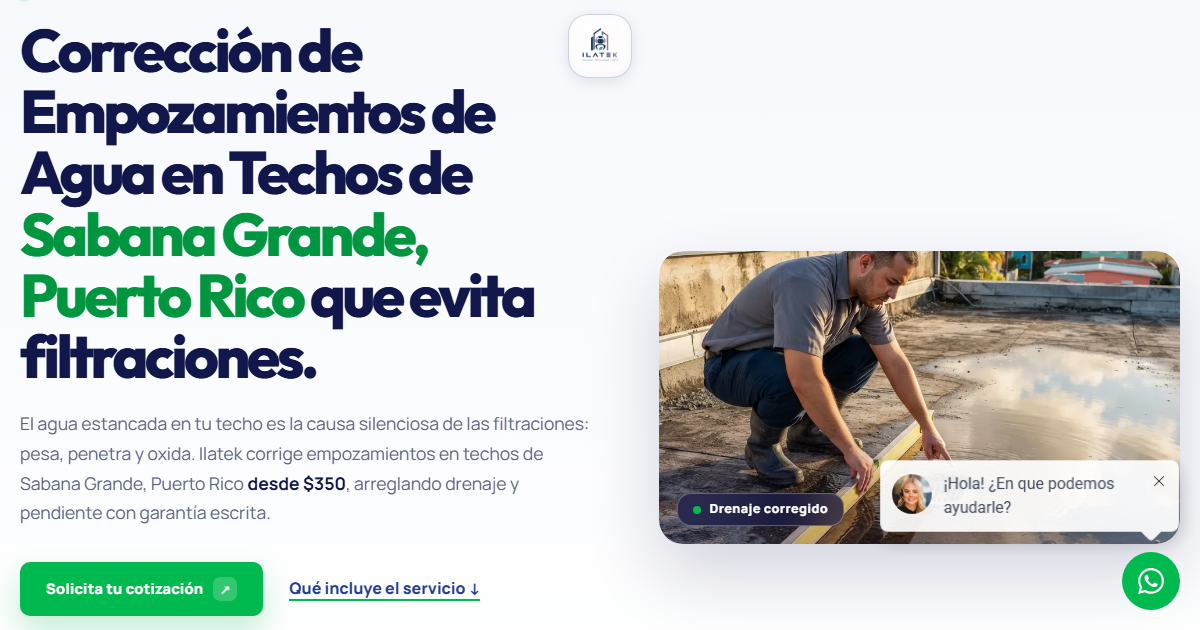 Corrección de
Empozamientos de
Agua en Techos de
Sabana Grande,
Puerto Rico que evita
filtraciones.
ILATEK
El agua estancada en tu techo es la causa silenciosa de las filtraciones:
pesa, penetra y oxida. Ilatek corrige empozamientos en techos de
Sabana Grande, Puerto Rico desde $350, arreglando drenaje y
pendiente con garantía escrita.
Solicita tu cotización ↗
Qué incluye el servicio ↓
Drenaje corregido
¡Hola! ¿En que podemos
ayudarle?